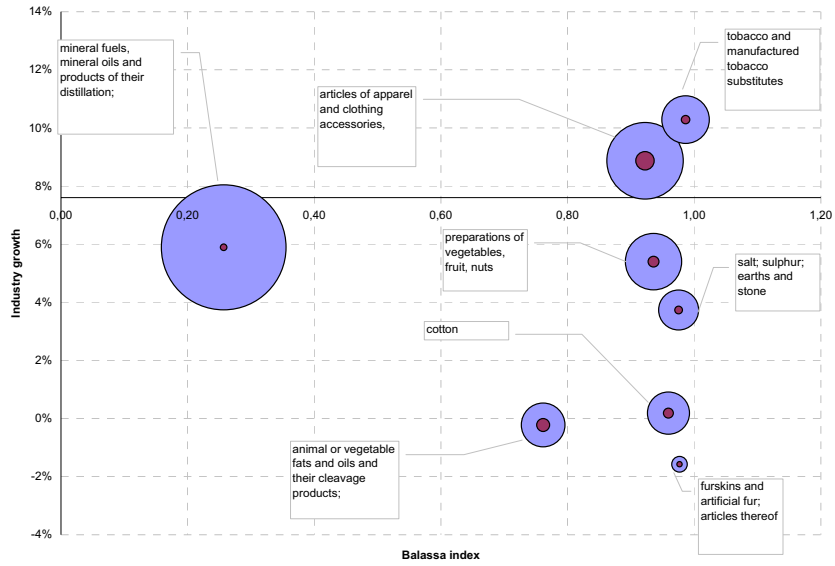 14%
mineral fuels,
mineral oils and
products of their
distillation;
tobacco and
manufactured
tobacco
substitutes
12%
articles of apparel
and clothing
accessories,
10%
8%
0,00
0,20
0,40
0,60
0,80
1,00
1,20
6%
preparations of
vegetables,
fruit, nuts
salt; sulphur;
earths and
stone
4%
cotton
2%
0%
animal or vegetable
fats and oils and
their cleavage
products;
-2%
furskins and
artificial fur;
articles thereof
-4%
Industry growth
Balassa index